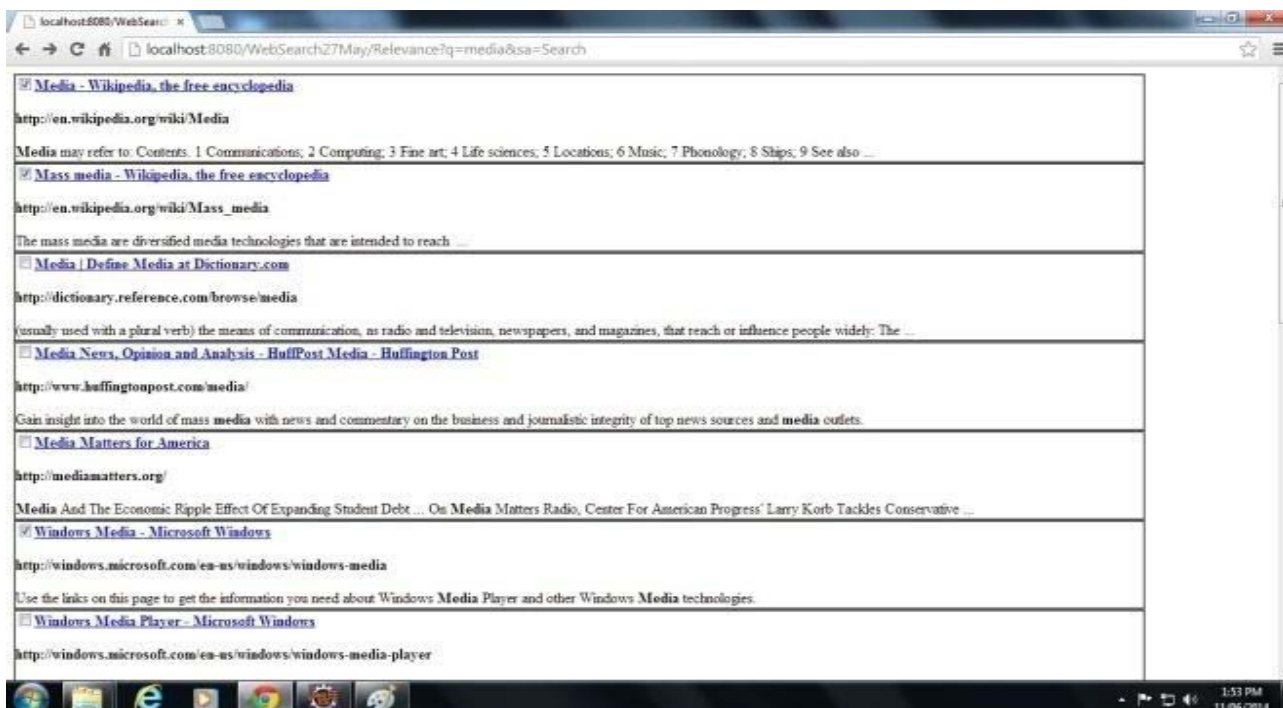 localhost:8080/WebSearc
localhost:8080/WebSearch27May/Relevance?q=media&sa=Search
Media - Wikipedia, the free encyclopedia
http://en.wikipedia.org/wiki/Media
Media may refer to: Contents. 1 Communications; 2 Computing; 3 Fine art; 4 Life sciences; 5 Locations; 6 Music; 7 Phonology; 8 Ships; 9 See also ...
Mass media - Wikipedia, the free encyclopedia
http://en.wikipedia.org/wiki/Mass_media
The mass media are diversified media technologies that are intended to reach ...
Media | Define Media at Dictionary.com
http://dictionary.reference.com/browse/media
(usually used with a plural verb) the means of communication, as radio and television, newspapers, and magazines, that reach or influence people widely: The ...
Media News, Opinion and Analysis - HuffPost Media - Huffington Post
http://www.huffingtonpost.com/media/
Gain insight into the world of mass media with news and commentary on the business and journalistic integrity of top news sources and media outlets.
Media Matters for America
http://mediamatters.org/
Media And The Economic Ripple Effect Of Expanding Student Debt ... On Media Matters Radio, Center For American Progress' Larry Korb Tackles Conservative ...
Windows Media - Microsoft Windows
http://windows.microsoft.com/en-us/windows/windows-media
Use the links on this page to get the information you need about Windows Media Player and other Windows Media technologies.
Windows Media Player - Microsoft Windows
http://windows.microsoft.com/en-us/windows/windows-media-player
1:53 PM
11/06/2014